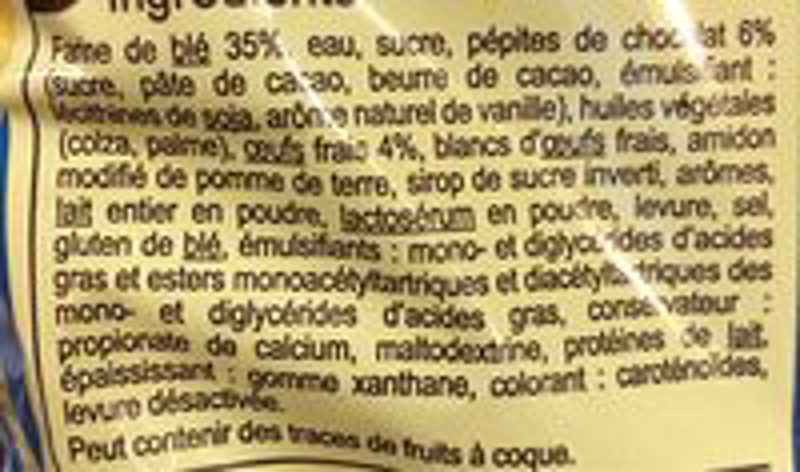 Ingrédients
Farine de blé 35%, eau, sucre, pépites de chocolat 6%
(sucre, pâte de cacao, beurre de cacao, émulsifiant :
lécithines de soja, arôme naturel de vanille), huiles végétales
(colza, palme), œufs frais 4%, blancs d'œufs frais, amidon
modifié de pomme de terre, sirop de sucre inverti, arômes,
lait entier en poudre, lactosérum en poudre, levure, sel,
gluten de blé, émulsifiants : mono- et diglycérides d'acides
gras et esters monoacétyltartriques et diacétyltartriques des
mono- et diglycérides d'acides gras, conservateur :
propionate de calcium, maltodextrine, protéines de lait,
épaississant : gomme xanthane, colorant : caroténoïdes,
levure désactivée.
Peut contenir des traces de fruits à coque.